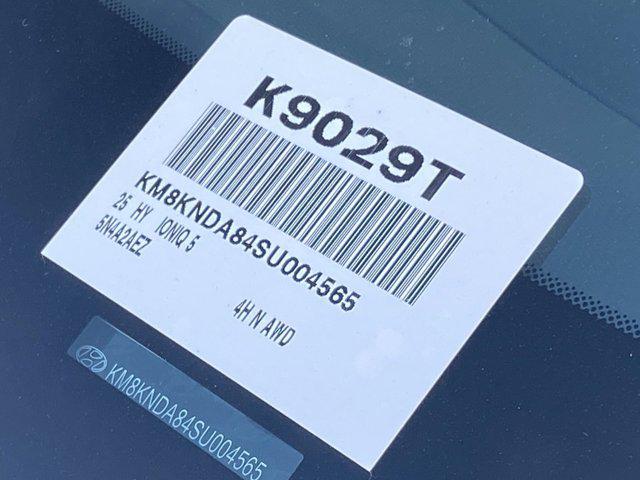 K9029T
KM8KNDA84SU004565
25 HY IONIQ 5
5N4A2AEZ
4H N AWD
KM8KNDA84SU004565